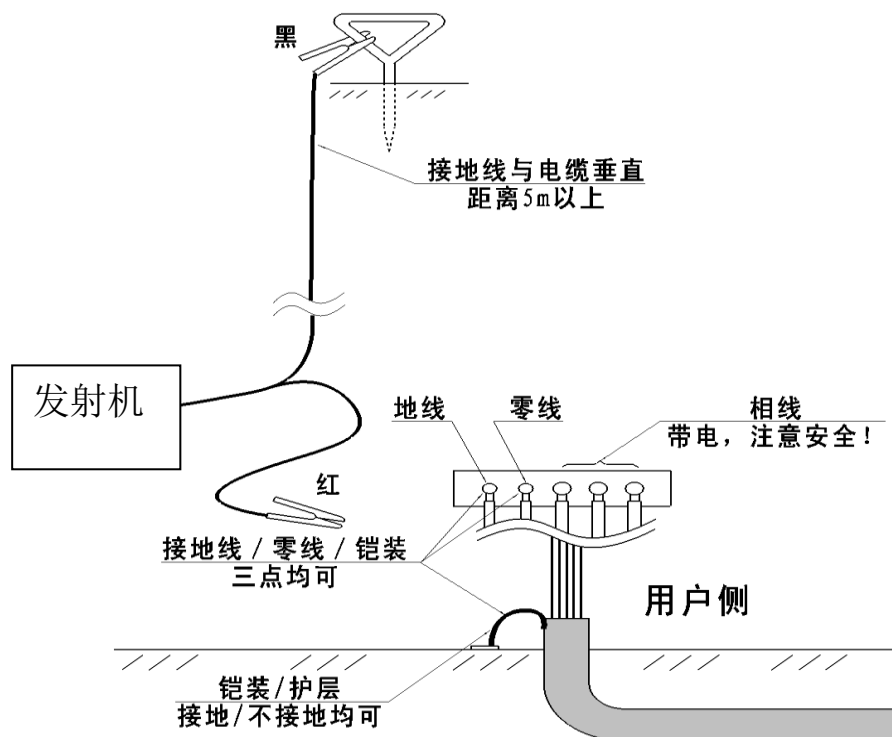 黑
接地线与电缆垂直
距离5m以上
发射机
地线
零线
相线
带电，注意安全！
红
接地线/零线/铠装
三点均可
用户侧
铠装/护层
接地/不接地均可